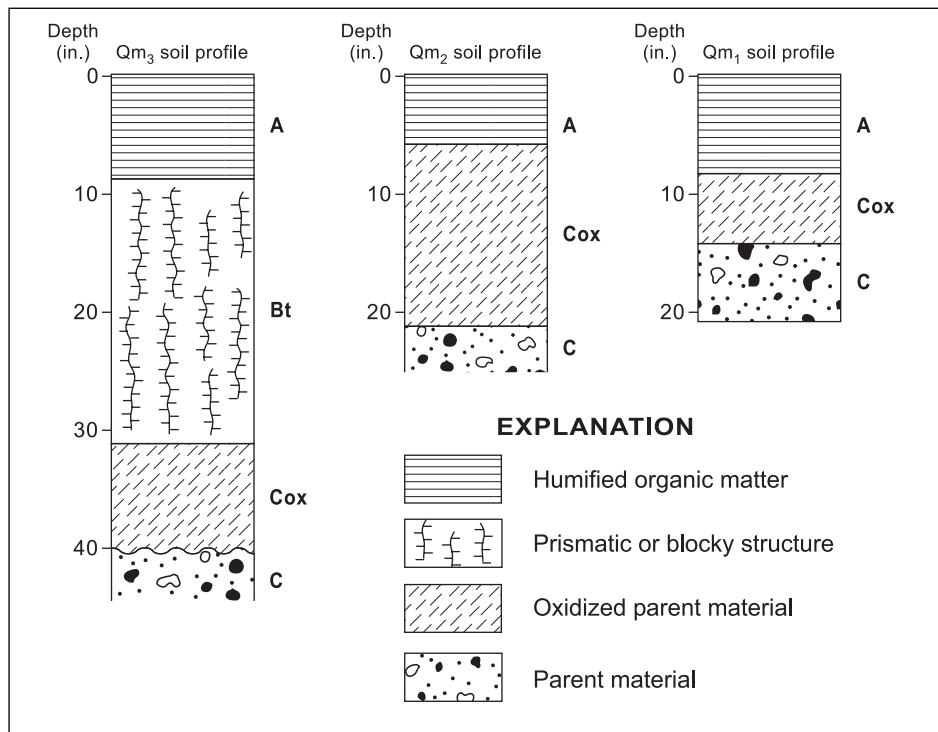 Depth
(in.)
Qm₃ soil profile
0
10
20
30
40
A
Bt
Cox
C
Depth
(in.)
Qm₂ soil profile
0
10
20
A
Cox
C
Depth
(in.)
Qm₁ soil profile
0
10
20
A
Cox
C
EXPLANATION
Humified organic matter
Prismatic or blocky structure
Oxidized parent material
Parent material